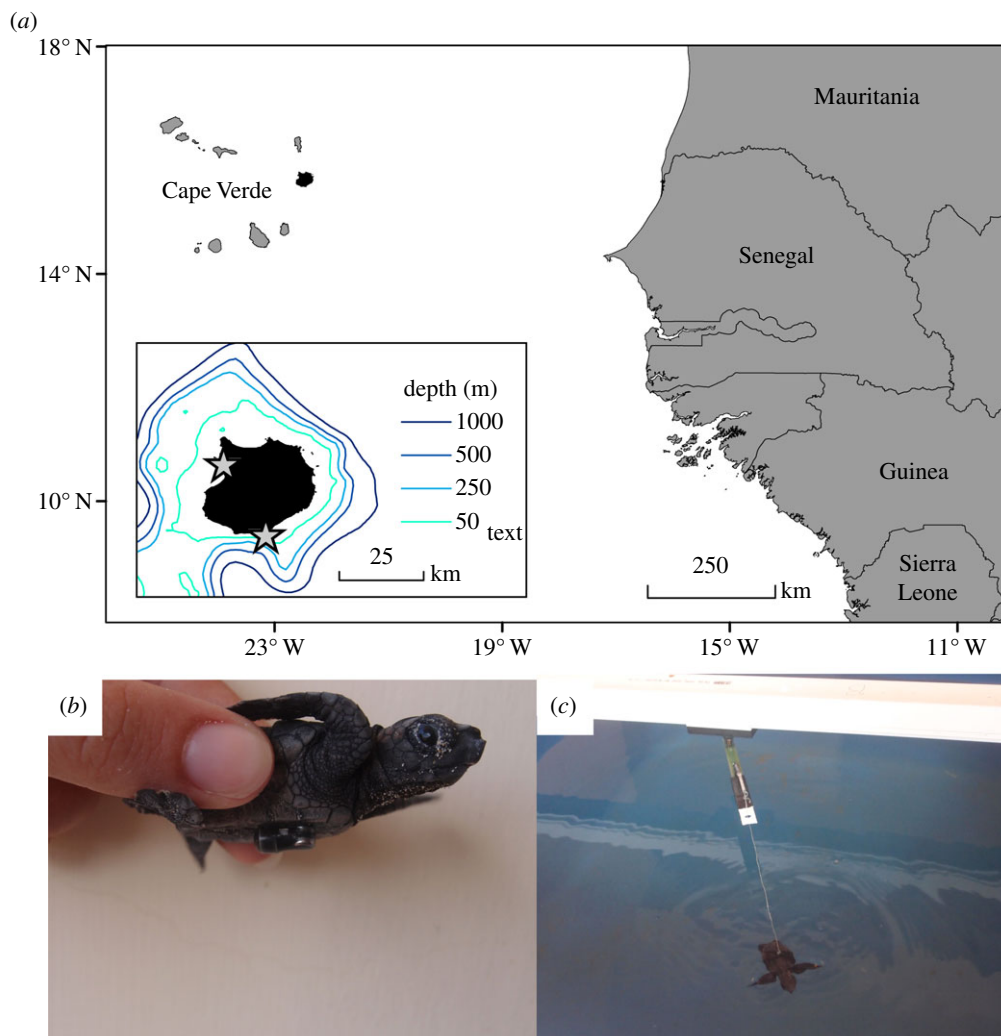 (a)
18° N
14° N
10° N
23° W
19° W
15° W
11° W
Cape Verde
Mauritania
Senegal
Guinea
Sierra
Leone
250
km
depth (m)
1000
500
250
50
text
25
km
(b)
(c)